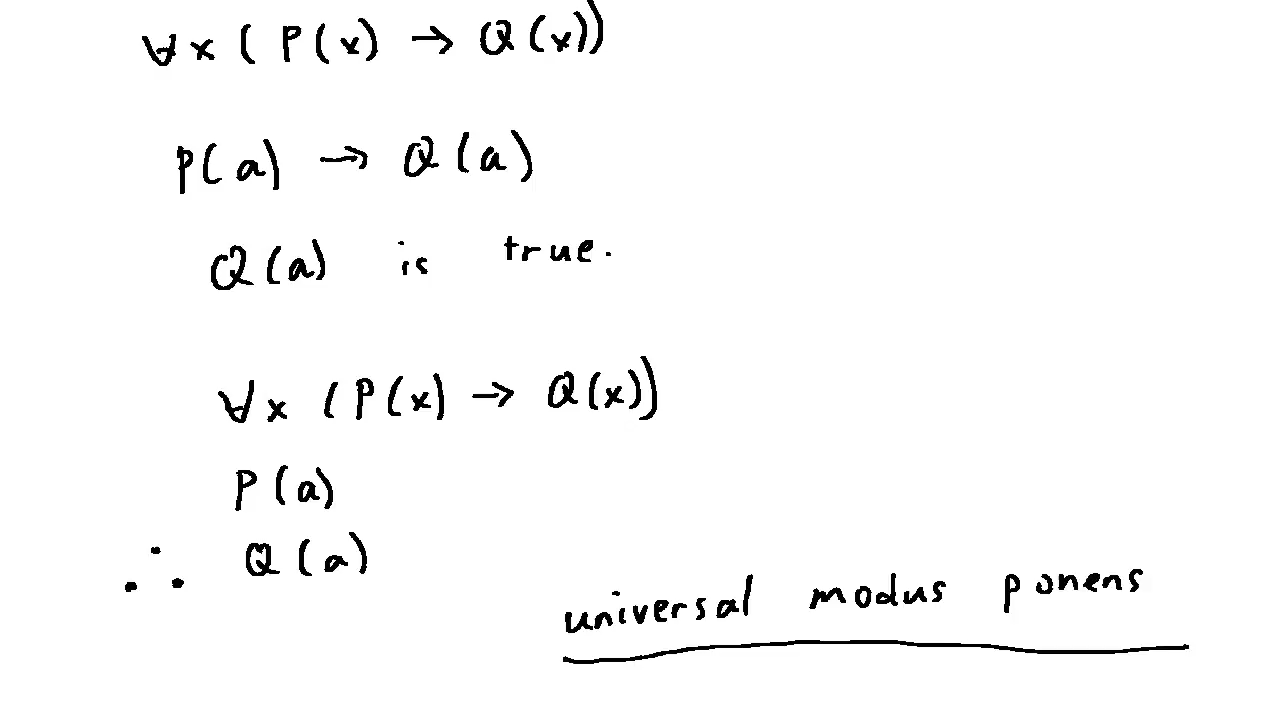 ∀x ( P(x) → Q(x))
P(a) → Q(a)
Q(a) is true.
∀x (P(x) → Q(x))
P(a)
∴ Q(a)
universal modus ponens